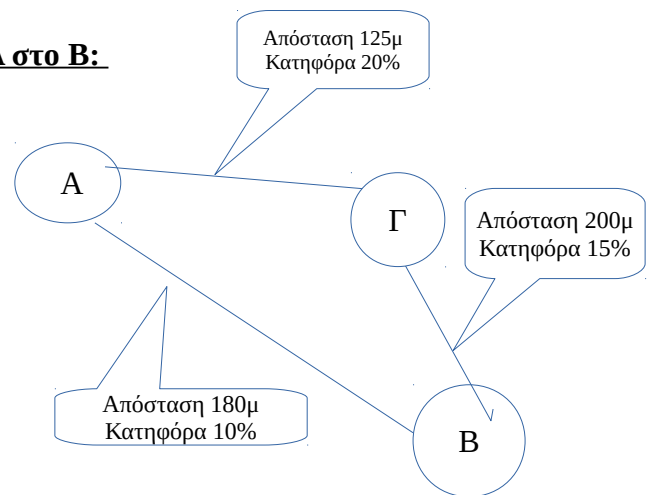 Α στο Β:
Απόσταση 125μ
Κατηφόρα 20%
Α
Γ
Απόσταση 200μ
Κατηφόρα 15%
Απόσταση 180μ
Κατηφόρα 10%
Β